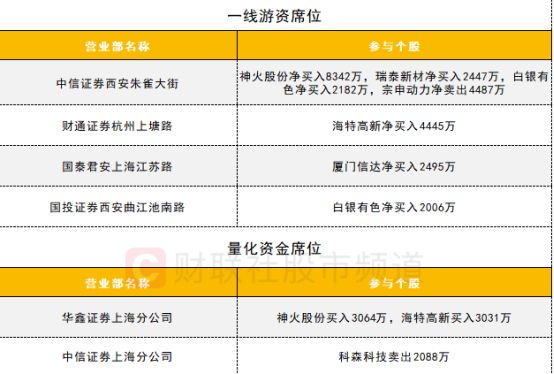 一线游资席位
营业部名称 参与个股
中信证券西安朱雀大街 神火股份净买入8342万，瑞泰新材净买入2447万，白银有
色净买入2182万，宗申动力净卖出4487万
财通证券杭州上塘路 海特高新净买入4445万
国泰君安上海江苏路 厦门信达净买入2495万
国投证券西安曲江池南路 白银有色净买入2006万
量化资金席位
财联社股市频道
营业部名称 参与个股
华鑫证券上海分公司 神火股份买入3064万，海特高新买入3031万
中信证券上海分公司 科森科技卖出2088万